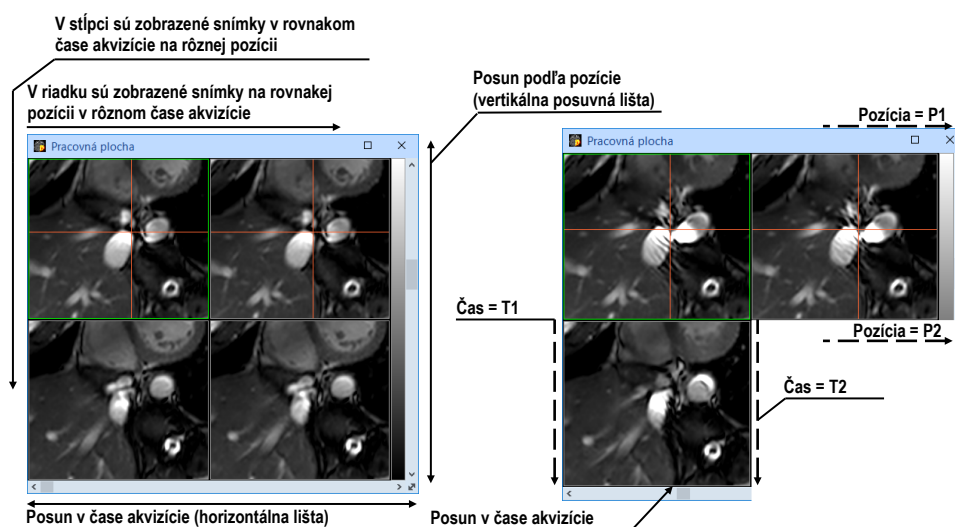 V stĺpci sú zobrazené snímky v rovnakom
čase akvizície na rôznej pozícii
V riadku sú zobrazené snímky na rovnakej
pozícii v rôznom čase akvizície
Posun podľa pozície
(vertikálna posuvná lišta)
Pozícia = P1
Pracovná plocha
Pracovná plocha
Čas = T1
Pozícia = P2
Čas = T2
Posun v čase akvizície (horizontálna lišta)
Posun v čase akvizície